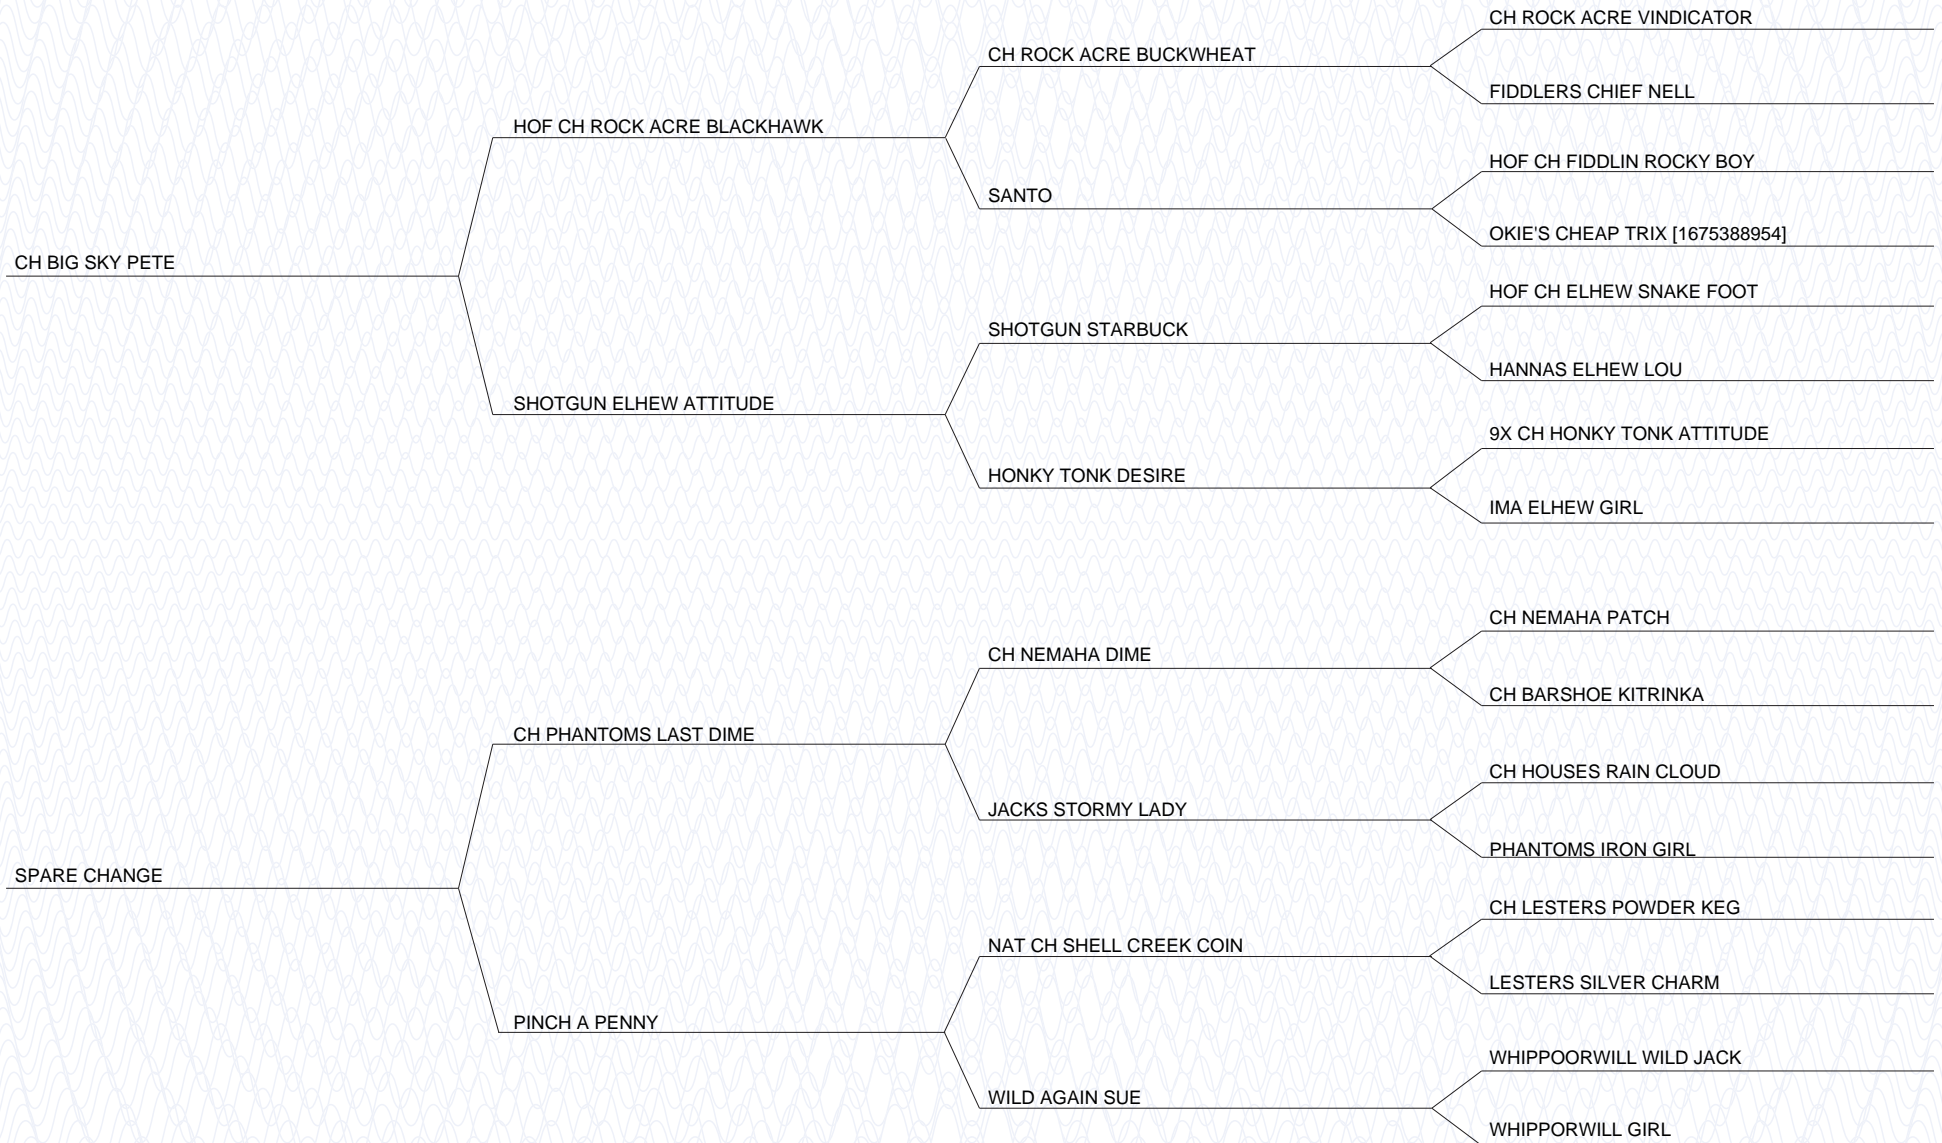 CH ROCK ACRE VINDICATOR
CH ROCK ACRE BUCKWHEAT
FIDDLERS CHIEF NELL
HOF CH ROCK ACRE BLACKHAWK
HOF CH FIDDLIN ROCKY BOY
SANTO
OKIE'S CHEAP TRIX [1675388954]
CH BIG SKY PETE
HOF CH ELHEW SNAKE FOOT
SHOTGUN STARBUCK
HANNAS ELHEW LOU
SHOTGUN ELHEW ATTITUDE
9X CH HONKY TONK ATTITUDE
HONKY TONK DESIRE
IMA ELHEW GIRL
CH NEMAHA PATCH
CH NEMAHA DIME
CH BARSHOE KITRINKA
CH PHANTOMS LAST DIME
CH HOUSES RAIN CLOUD
JACKS STORMY LADY
PHANTOMS IRON GIRL
SPARE CHANGE
CH LESTERS POWDER KEG
NAT CH SHELL CREEK COIN
LESTERS SILVER CHARM
PINCH A PENNY
WHIPPOORWILL WILD JACK
WILD AGAIN SUE
WHIPPORWILL GIRL